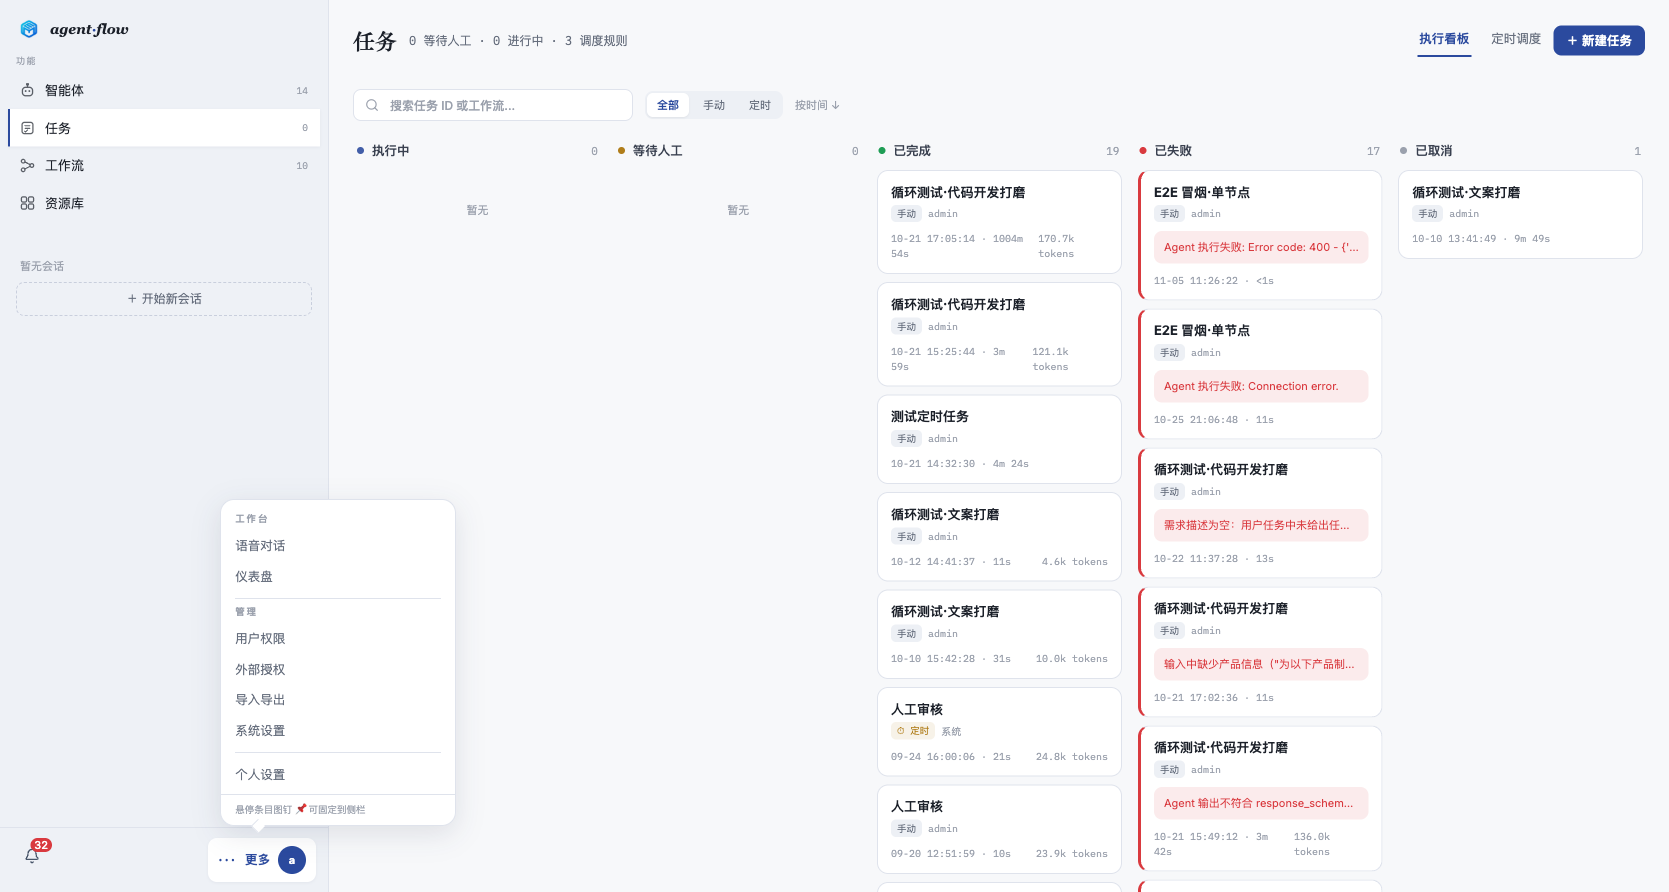 agent·flow
功能
智能体 14
任务 0
工作流 10
资源库
暂无会话
+ 开始新会话
工作台
语音对话
仪表盘
管理
用户权限
外部授权
导入导出
系统设置
个人设置
悬停条目图钉 📌 可固定到侧栏
32
··· 更多 a
任务 0 等待人工 · 0 进行中 · 3 调度规则
执行看板 定时调度 + 新建任务
搜索任务 ID 或工作流... 全部 手动 定时 按时间 ↓
执行中 0
暂无
等待人工 0
暂无
已完成 19
循环测试·代码开发打磨
手动 admin
10-21 17:05:14 · 1004m 170.7k
54s tokens
循环测试·代码开发打磨
手动 admin
10-21 15:25:44 · 3m 121.1k
59s tokens
测试定时任务
手动 admin
10-21 14:32:30 · 4m 24s
循环测试·文案打磨
手动 admin
10-12 14:41:37 · 11s 4.6k tokens
循环测试·文案打磨
手动 admin
10-10 15:42:28 · 31s 10.0k tokens
人工审核
⏱ 定时 系统
09-24 16:00:06 · 21s 24.8k tokens
人工审核
手动 admin
09-20 12:51:59 · 10s 23.9k tokens
已失败 17
E2E 冒烟·单节点
手动 admin
Agent 执行失败: Error code: 400 - {'...
11-05 11:26:22 · <1s
E2E 冒烟·单节点
手动 admin
Agent 执行失败: Connection error.
10-25 21:06:48 · 11s
循环测试·代码开发打磨
手动 admin
需求描述为空：用户任务中未给出任...
10-22 11:37:28 · 13s
循环测试·代码开发打磨
手动 admin
输入中缺少产品信息（"为以下产品制...
10-21 17:02:36 · 11s
循环测试·代码开发打磨
手动 admin
Agent 输出不符合 response_schem...
10-21 15:49:12 · 3m 136.0k
42s tokens
已取消 1
循环测试·文案打磨
手动 admin
10-10 13:41:49 · 9m 49s